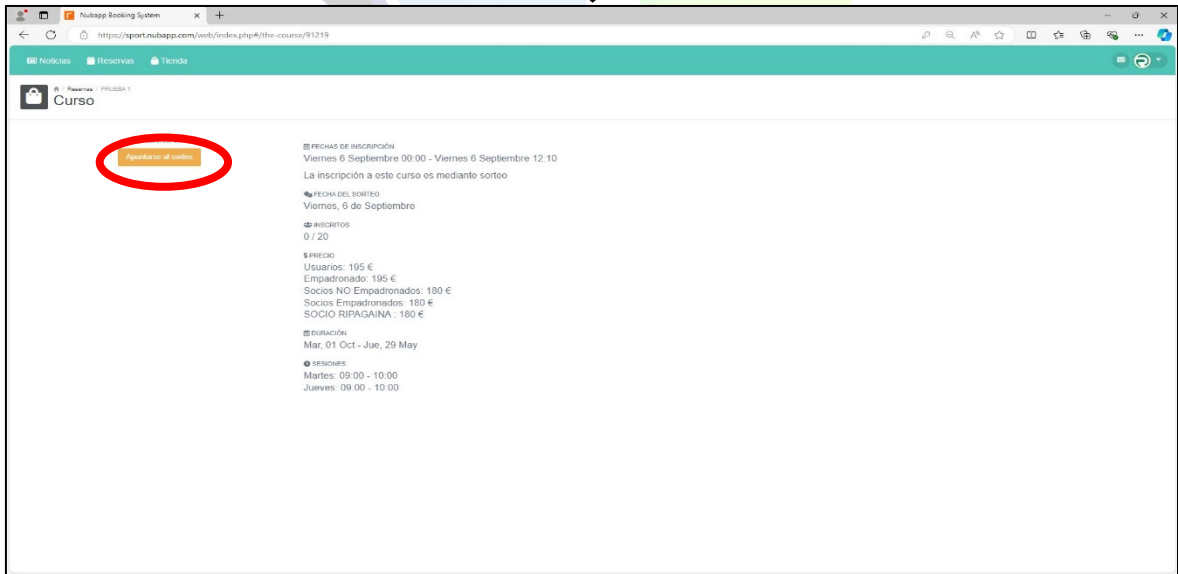 Nubapp Booking System
https://sport.nubapp.com/web/index.php#/the-course/91219
Noticias Reservas Tienda
/ Reservas / PRUEBA 1
Curso
Apuntarse al sorteo
FECHAS DE INSCRIPCIÓN
Viernes 6 Septiembre 00:00 - Viernes 6 Septiembre 12:10
La inscripción a este curso es mediante sorteo
FECHA DEL SORTEO
Viernes, 6 de Septiembre
INSCRITOS
0 / 20
$ PRECIO
Usuarios: 195 €
Empadronado: 195 €
Socios NO Empadronados: 180 €
Socios Empadronados: 180 €
SOCIO RIPAGAINA : 180 €
DURACIÓN
Mar, 01 Oct - Jue, 29 May
SESIONES
Martes: 09:00 - 10:00
Jueves: 09:00 - 10:00